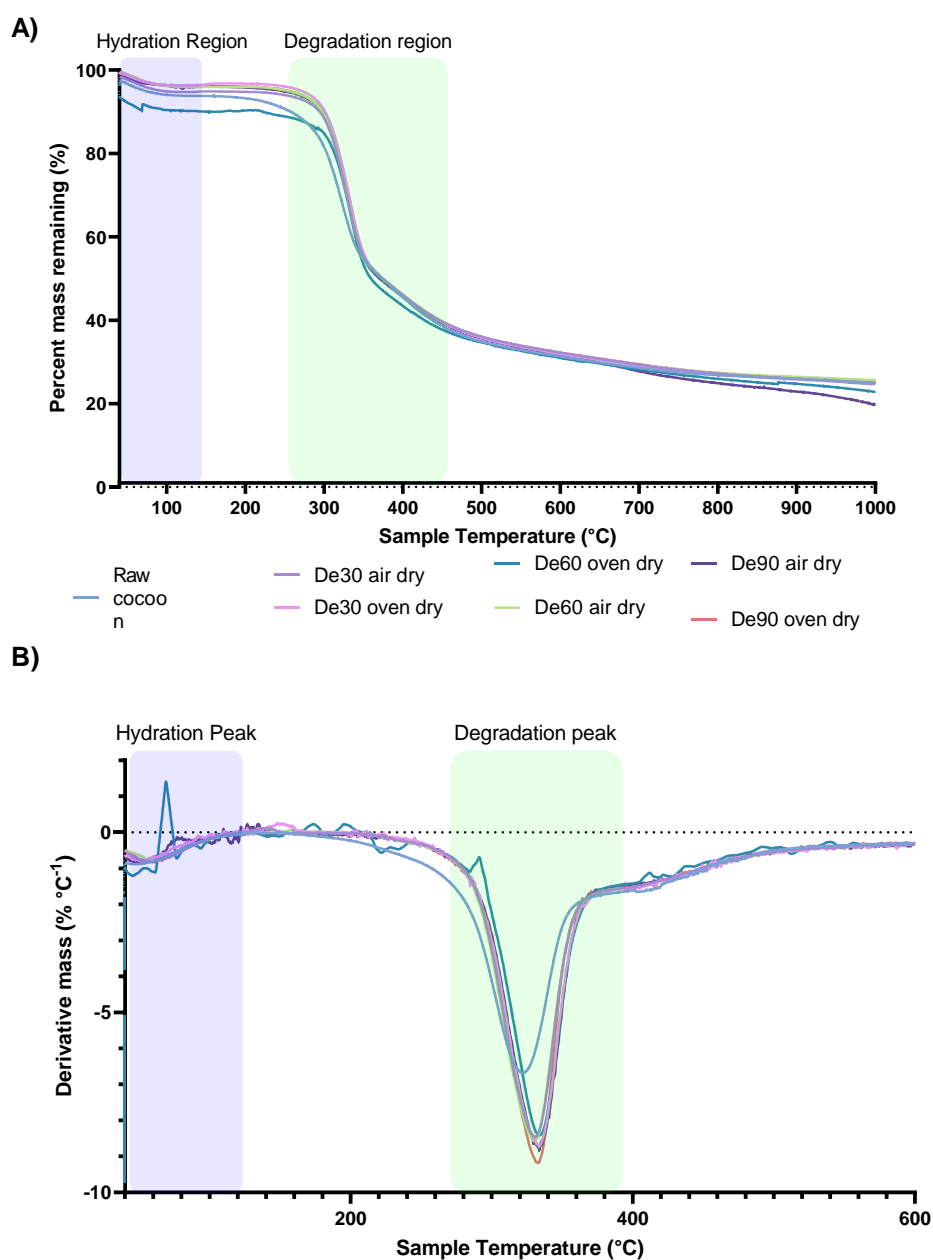 A)
Hydration Region Degradation region
100
80
60
40
20
0
Percent mass remaining (%)
100 200 300 400 500 600 700 800 900 1000
Sample Temperature (°C)
Raw
cocoo
n
De30 air dry
De30 oven dry
De60 oven dry
De60 air dry
De90 air dry
De90 oven dry
B)
Hydration Peak Degradation peak
0
-5
-10
Derivative mass (% °C⁻¹)
200 400 600
Sample Temperature (°C)